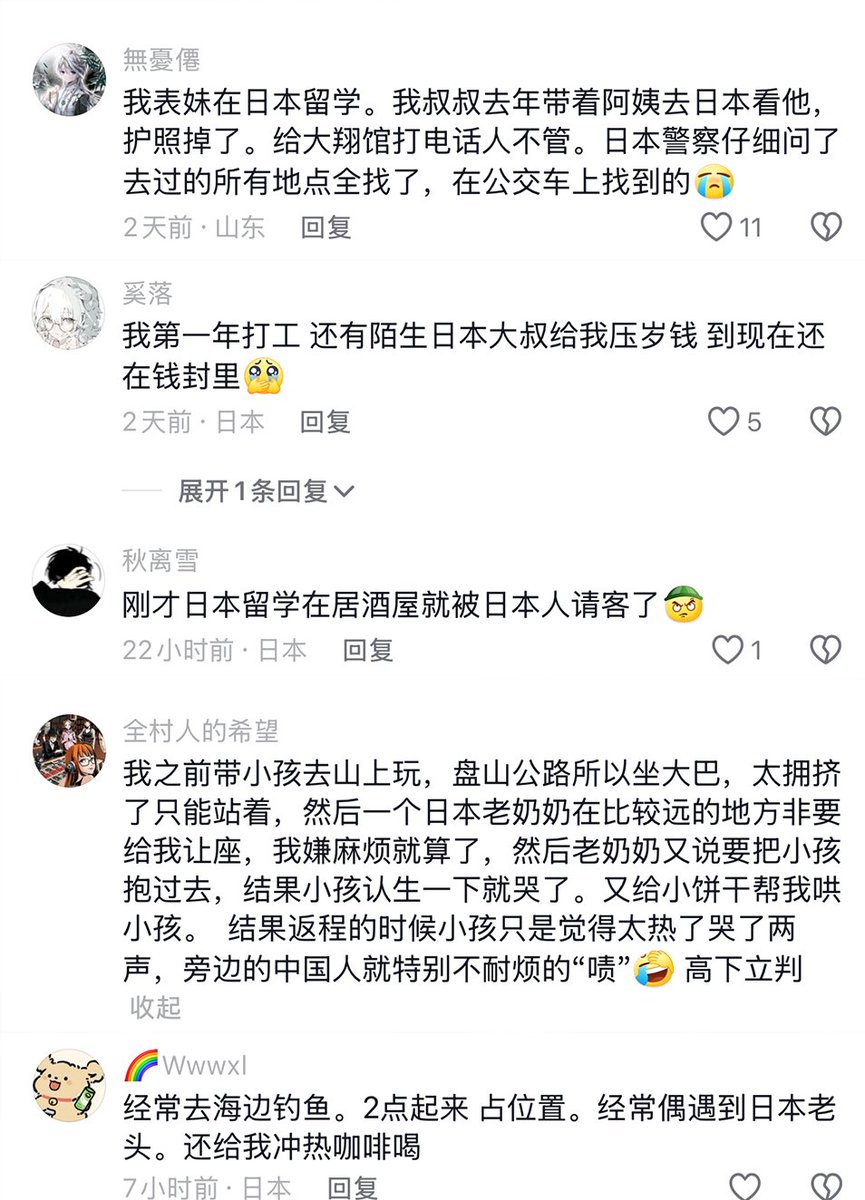 無憂僊
我表妹在日本留学。我叔叔去年带着阿姨去日本看他，
护照掉了。给大翔馆打电话人不管。日本警察仔细问了
去过的所有地点全找了，在公交车上找到的😭
2天前 · 山东 回复 11
奚落
我第一年打工 还有陌生日本大叔给我压岁钱 到现在还
在钱封里
2天前 · 日本 回复 5
展开1条回复
秋离雪
刚才日本留学在居酒屋就被日本人请客了
22小时前 · 日本 回复 1
全村人的希望
我之前带小孩去山上玩，盘山公路所以坐大巴，太拥挤
了只能站着，然后一个日本老奶奶在比较远的地方非要
给我让座，我嫌麻烦就算了，然后老奶奶又说要把小孩
抱过去，结果小孩认生一下就哭了。又给小饼干帮我哄
小孩。 结果返程的时候小孩只是觉得太热了哭了两
声，旁边的中国人就特别不耐烦的“啧” 高下立判
收起
🌈Wwwxl
经常去海边钓鱼。2点起来 占位置。经常偶遇到日本老
头。还给我冲热咖啡喝
7小时前 · 日本 回复